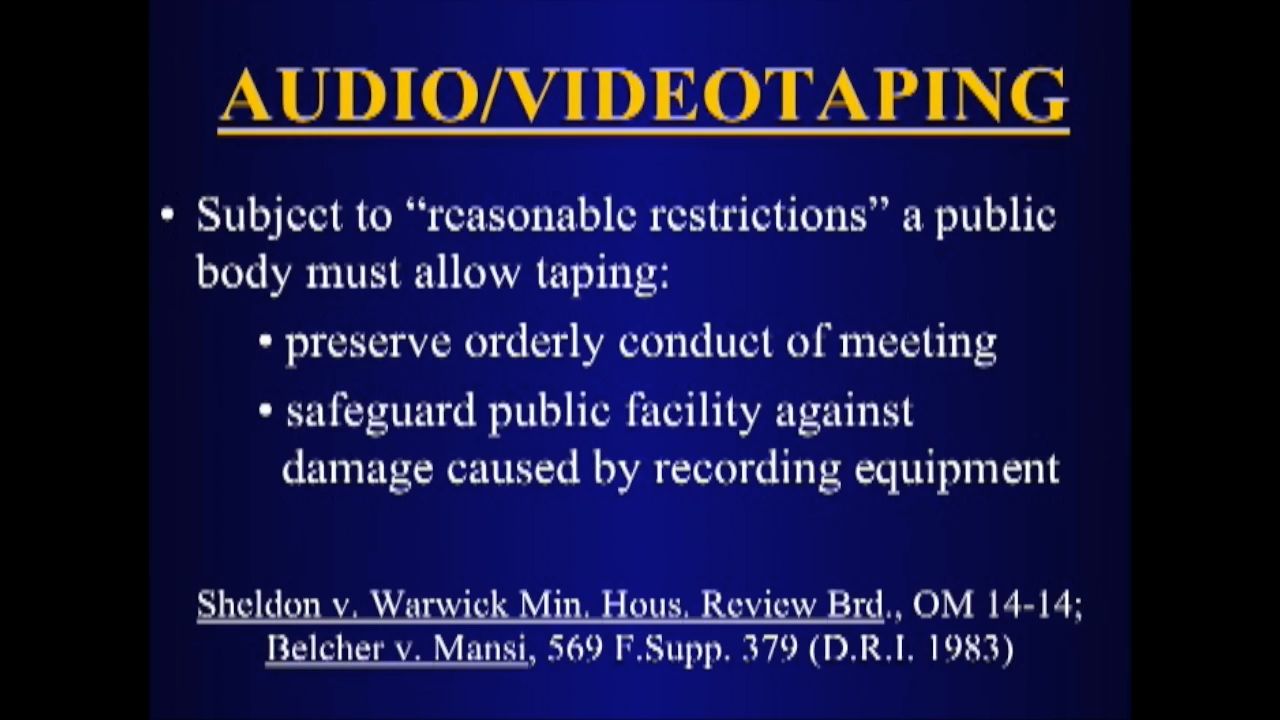 AUDIO/VIDEOTAPING
• Subject to “reasonable restrictions” a public
body must allow taping:
• preserve orderly conduct of meeting
• safeguard public facility against
damage caused by recording equipment
Sheldon v. Warwick Min. Hous. Review Brd., OM 14-14;
Belcher v. Mansi, 569 F.Supp. 379 (D.R.I. 1983)